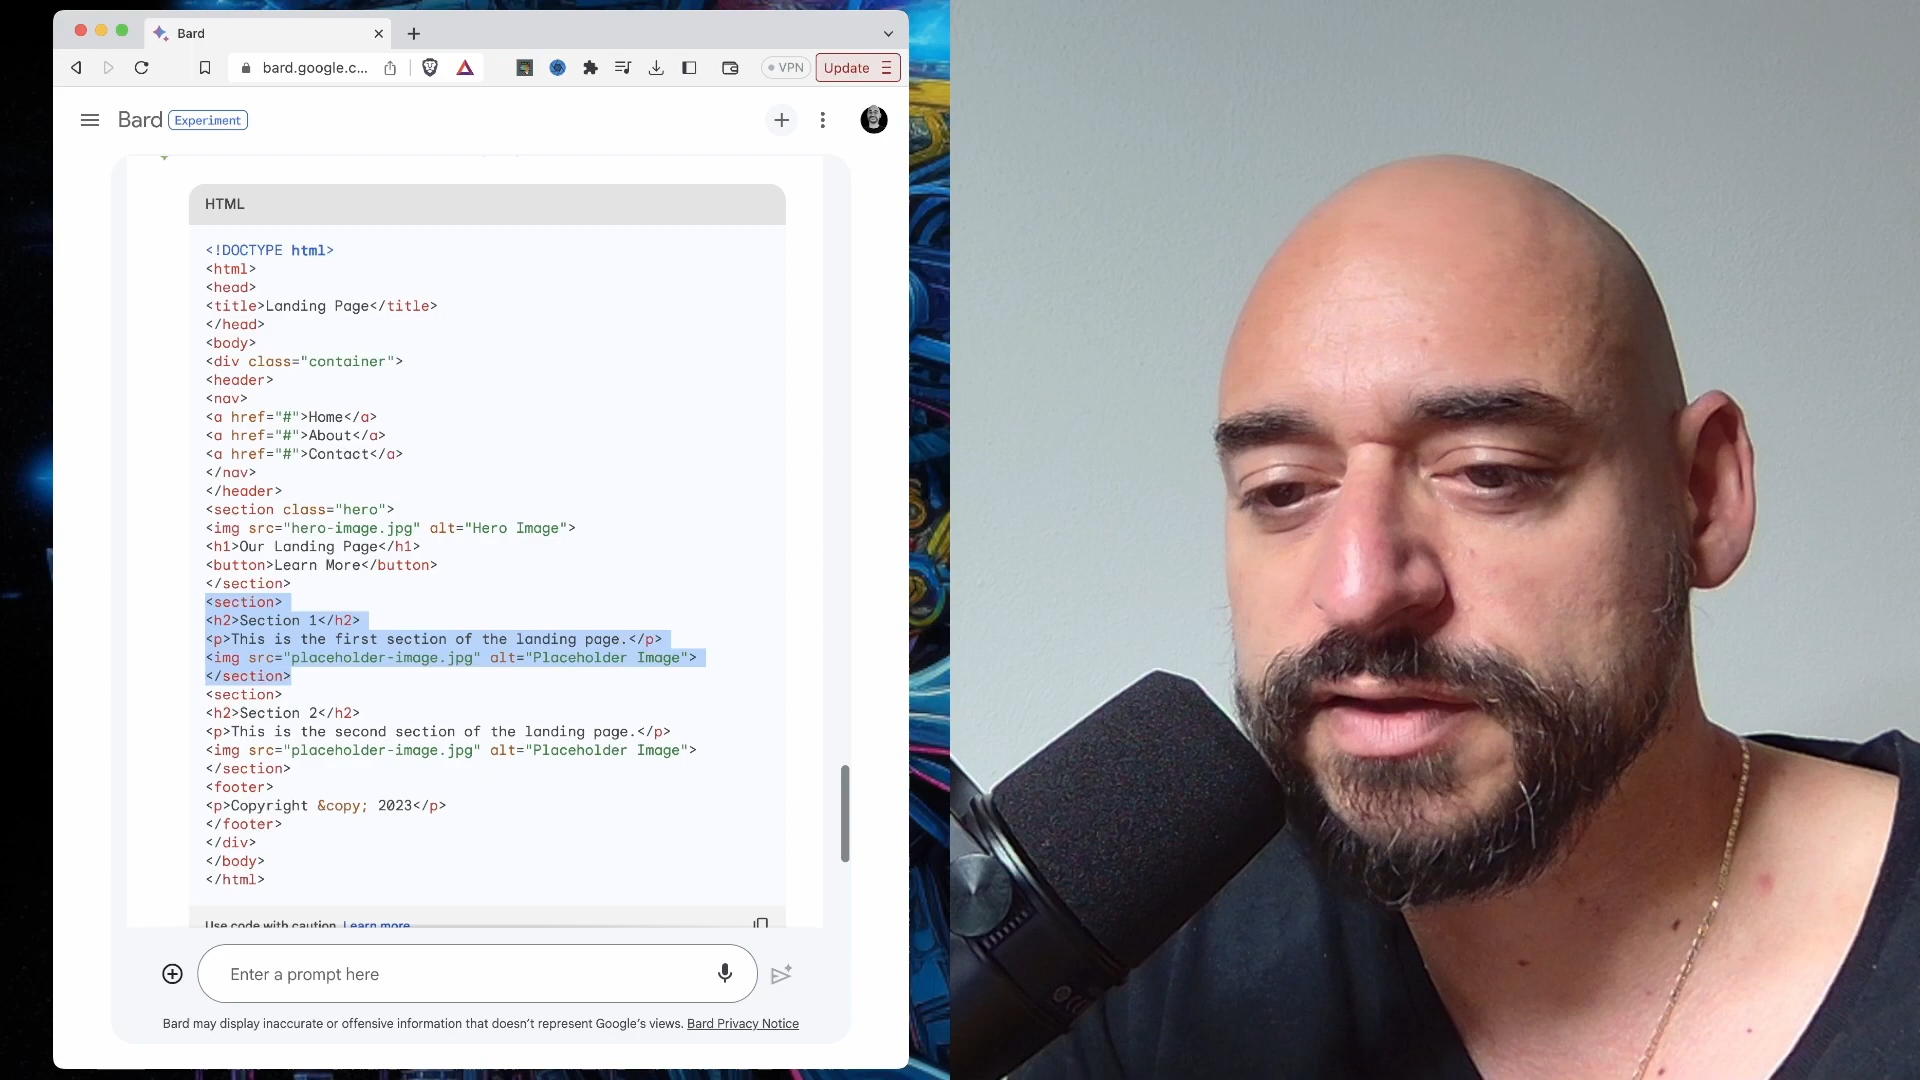 Bard
bard.google.c...
VPN
Update
Bard
Experiment
HTML
<!DOCTYPE html>
<html>
<head>
<title>Landing Page</title>
</head>
<body>
<div class="container">
<header>
<nav>
<a href="#">Home</a>
<a href="#">About</a>
<a href="#">Contact</a>
</nav>
</header>
<section class="hero">
<img src="hero-image.jpg" alt="Hero Image">
<h1>Our Landing Page</h1>
<button>Learn More</button>
</section>
<section>
<h2>Section 1</h2>
<p>This is the first section of the landing page.</p>
<img src="placeholder-image.jpg" alt="Placeholder Image">
</section>
<section>
<h2>Section 2</h2>
<p>This is the second section of the landing page.</p>
<img src="placeholder-image.jpg" alt="Placeholder Image">
</section>
<footer>
<p>Copyright &copy; 2023</p>
</footer>
</div>
</body>
</html>
Use code with caution. Learn more
Enter a prompt here
Bard may display inaccurate or offensive information that doesn't represent Google's views. Bard Privacy Notice